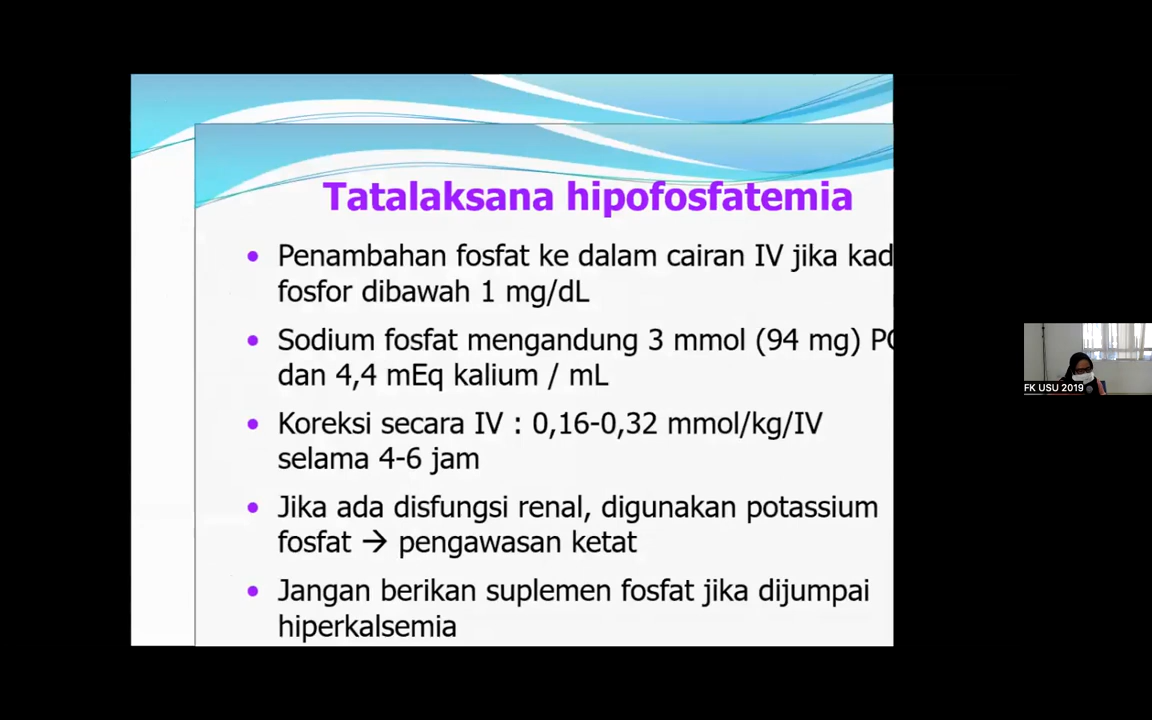 Tatalaksana hipofosfatemia
• Penambahan fosfat ke dalam cairan IV jika kad
fosfor dibawah 1 mg/dL
• Sodium fosfat mengandung 3 mmol (94 mg)
dan 4,4 mEq kalium / mL
• Koreksi secara IV : 0,16-0,32 mmol/kg/IV
selama 4-6 jam
• Jika ada disfungsi renal, digunakan potassium
fosfat → pengawasan ketat
• Jangan berikan suplemen fosfat jika dijumpai
hiperkalsemia
FK USU 2019